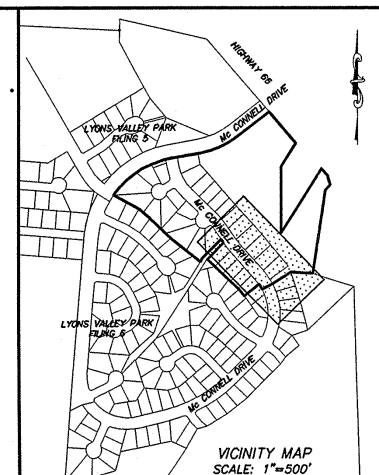 HIGHWAY 66
Mc CONNELL DRIVE
LYONS VALLEY PARK
FILING 5
Mc CONNELL DRIVE
LYONS VALLEY PARK
FILING 6
Mc CONNELL DRIVE
VICINITY MAP
SCALE: 1"=500'